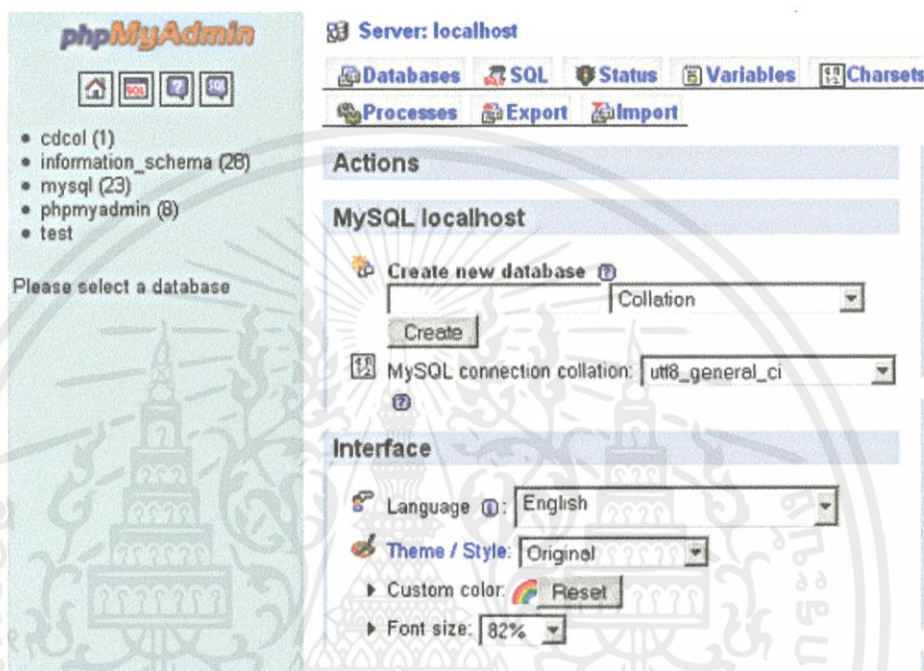 phpMyAdmin
SQL
SQL
cdcol (1)
information_schema (28)
mysql (23)
phpmyadmin (8)
test
Please select a database
Server: localhost
Databases SQL Status Variables Charsets
Processes Export Import
Actions
MySQL localhost
Create new database
Collation
Create
MySQL connection collation: utf8_general_ci
Interface
Language : English
Theme / Style: Original
Custom color: Reset
Font size: 82%